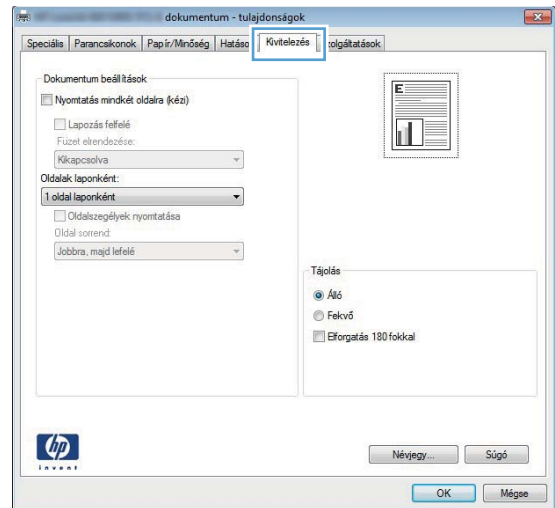 dokumentum - tulajdonságok
Speciális Parancsikonok Papír/Minőség Kivitelezés
Dokumentum beállítások
Nyomtatás mindkét oldalra (kézi)
Lapozás felfelé
Füzet elrendezése:
Kikapcsolva
Oldalak laponként:
1 oldal laponként
Oldalszegélyek nyomtatása
Oldal sorrend:
Jobbra, majd lefelé
E
Tájolás
Álló
Fekvő
Elforgatás 180 fokkal
hp
invent
Névjegy... Súgó
OK Mégse